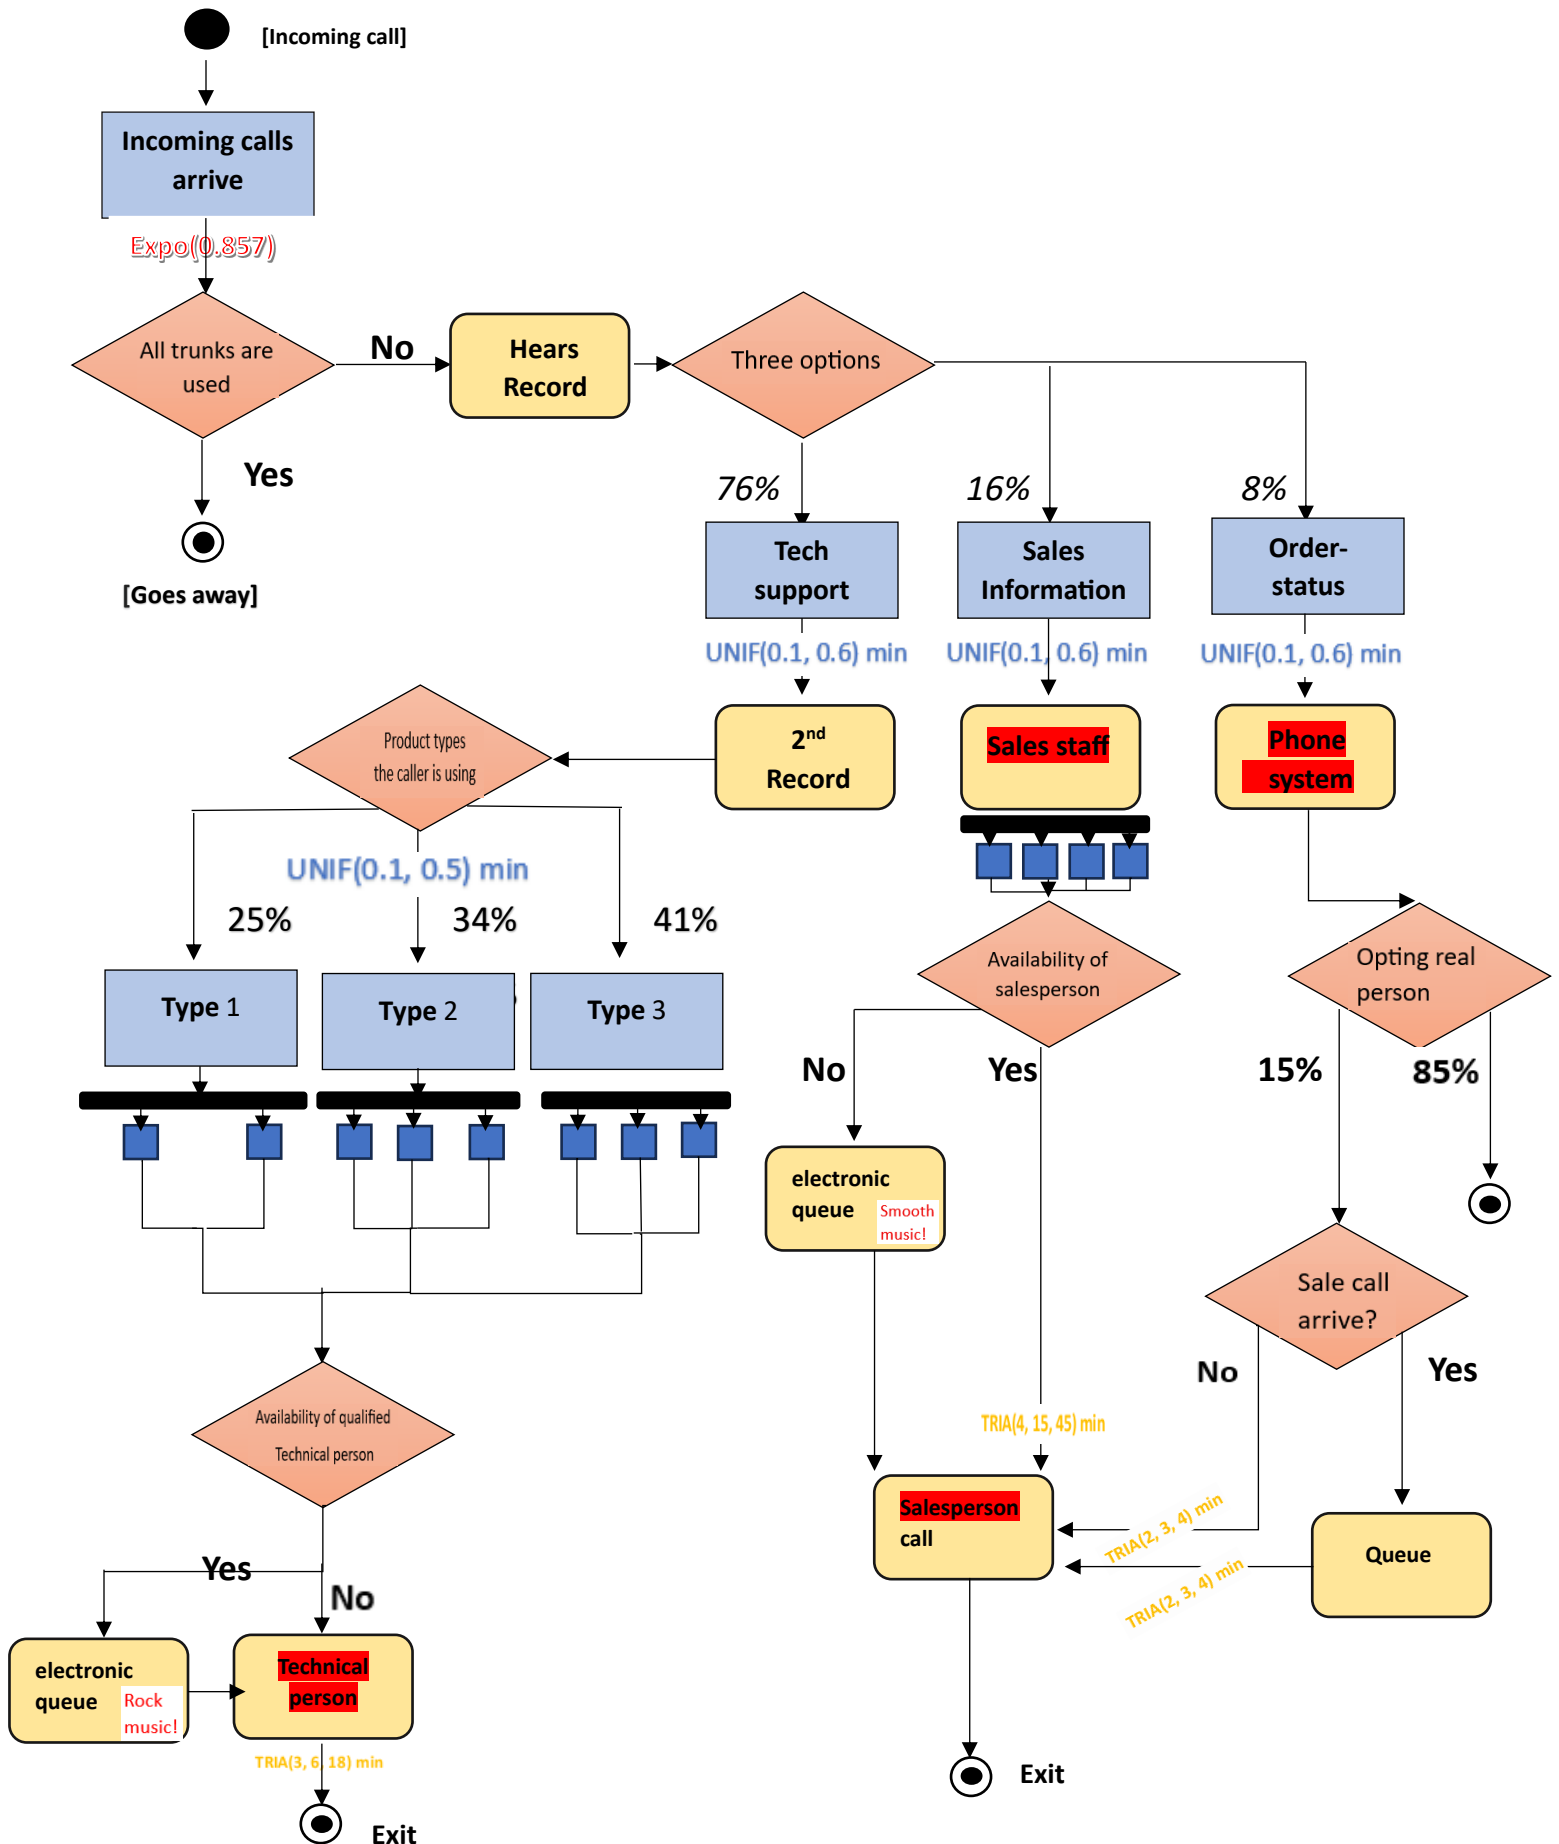 [Incoming call]
Incoming calls
arrive
Expo(0.857)
All trunks are
used
No
Hears
Record
Three options
Yes
[Goes away]
76%
16%
8%
Tech
support
Sales
Information
Order-
status
UNIF(0.1, 0.6) min
UNIF(0.1, 0.6) min
UNIF(0.1, 0.6) min
Product types
the caller is using
2nd
Record
Sales staff
Phone
system
UNIF(0.1, 0.5) min
25%
34%
41%
Type 1
Type 2
Type 3
Availability of
salesperson
Opting real
person
No
Yes
15%
85%
electronic
queue
Smooth
music!
Sale call
arrive?
No
Yes
Availability of qualified
Technical person
TRIA(4, 15, 45) min
Salesperson
call
TRIA(2, 3, 4) min
TRIA(2, 3, 4) min
Queue
Yes
No
electronic
queue
Rock
music!
Technical
person
TRIA(3, 6, 18) min
Exit
Exit